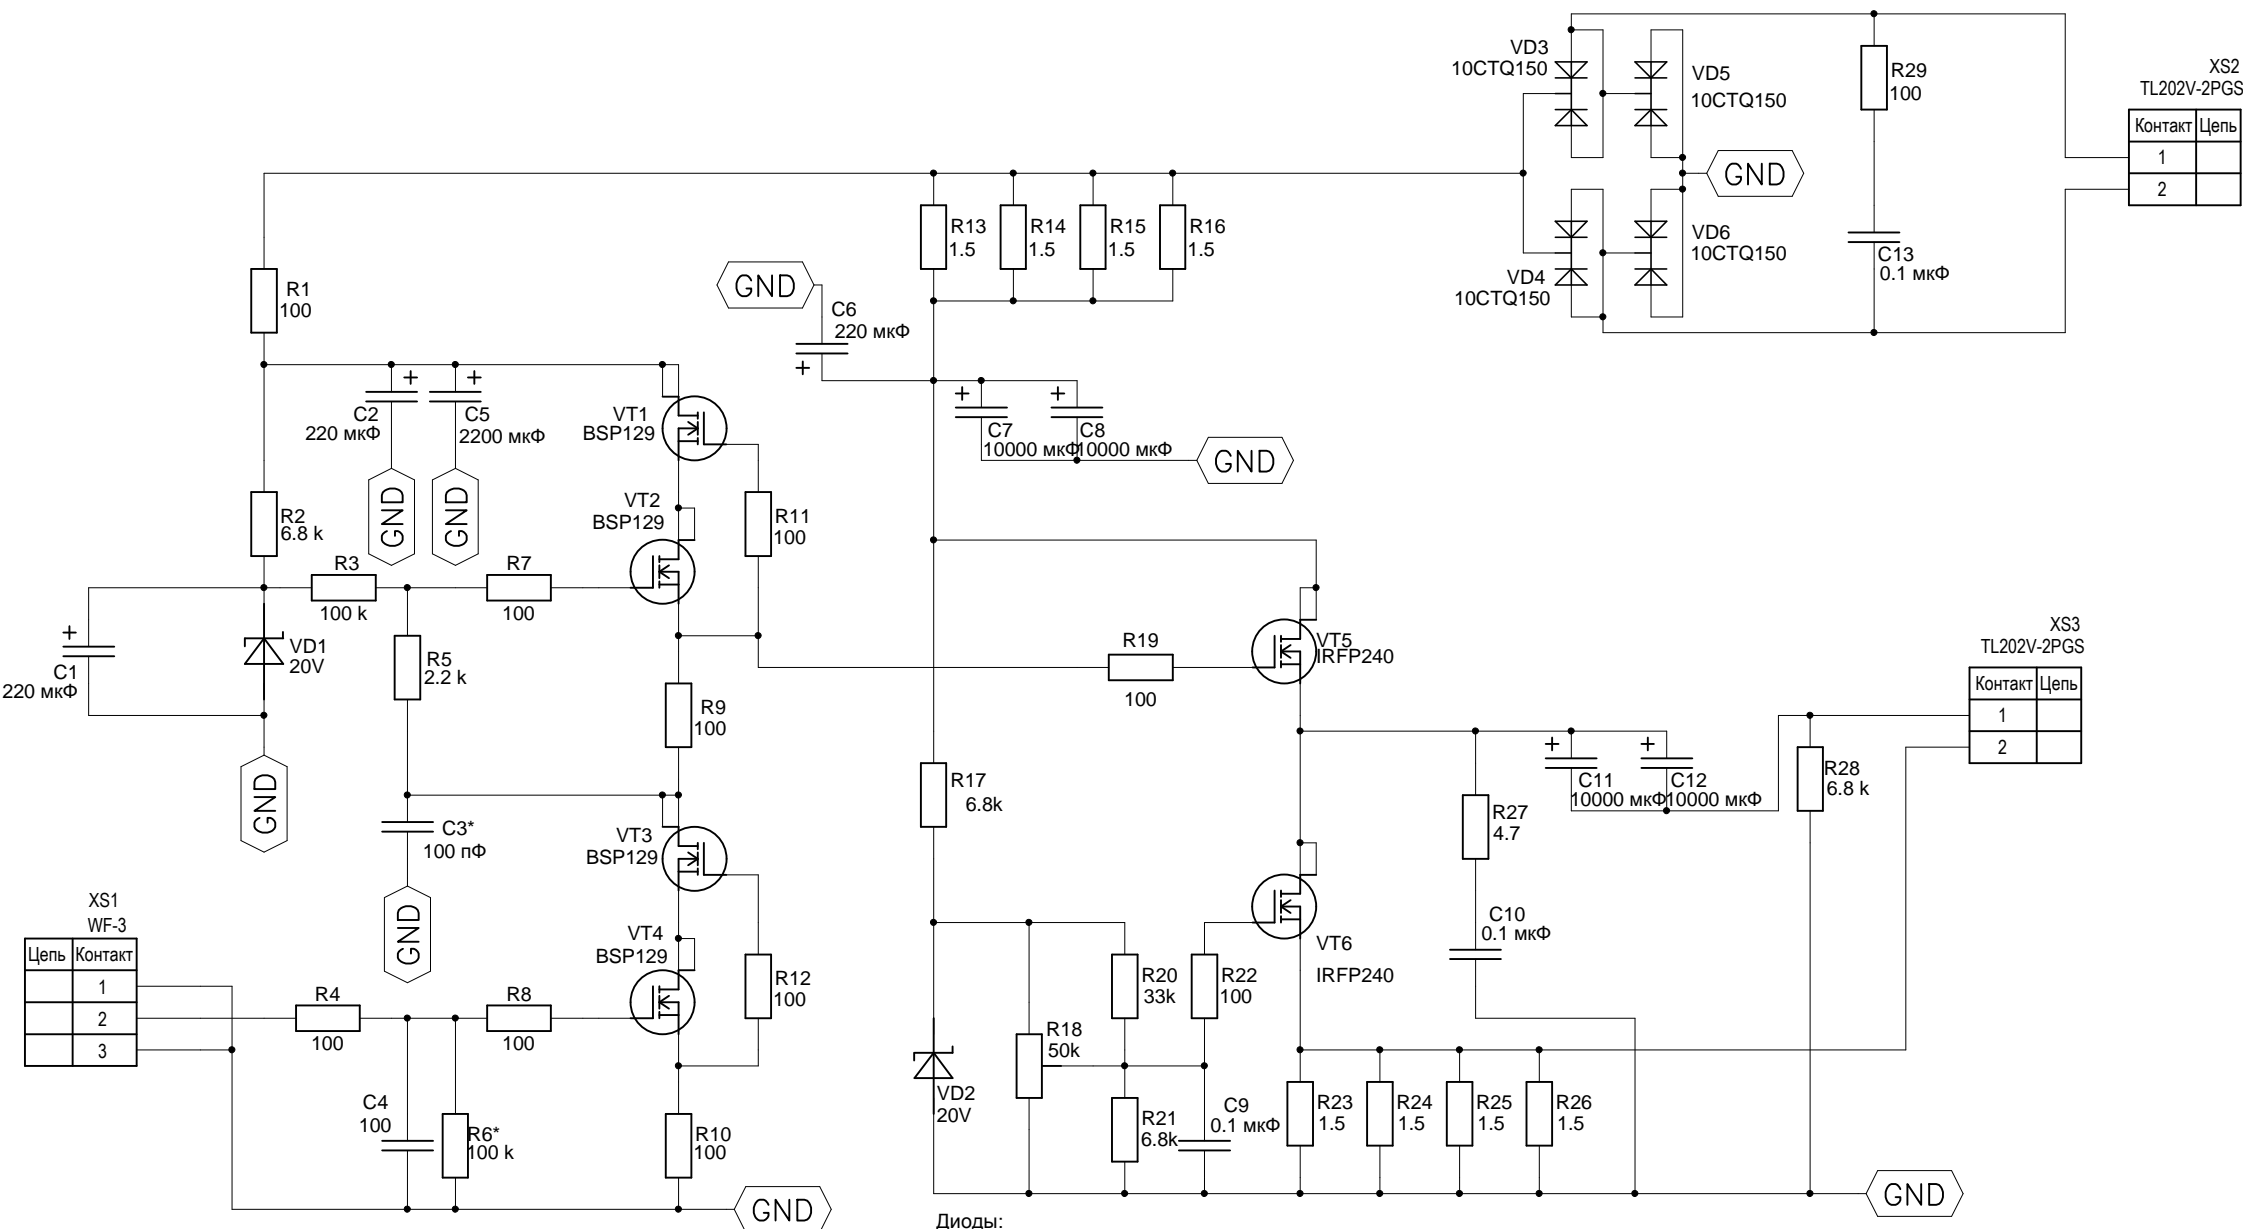 VD3
10CTQ150
VD5
10CTQ150
R29
100
XS2
TL202V-2PGS
Контакт Цепь
1
2
GND
VD4
10CTQ150
VD6
10CTQ150
C13
0.1 мкФ
R13
1.5
R14
1.5
R15
1.5
R16
1.5
R1
100
GND
C6
220 мкФ
+
C2
220 мкФ
+
C5
2200 мкФ
+
VT1
BSP129
C7
10000 мкФ
+
C8
10000 мкФ
+
GND
GND
GND
R2
6.8 k
VT2
BSP129
R11
100
R3
100 k
R7
100
+
C1
220 мкФ
VD1
20V
R5
2.2 k
R19
100
VT5
IRFP240
XS3
TL202V-2PGS
Контакт Цепь
1
2
R9
100
GND
R17
6.8k
+
C11
10000 мкФ
+
C12
10000 мкФ
R28
6.8 k
R27
4.7
C3*
100 пФ
VT3
BSP129
GND
XS1
WF-3
Цепь Контакт
1
2
3
VT4
BSP129
R12
100
R4
100
R8
100
R20
33k
R22
100
VT6
IRFP240
C10
0.1 мкФ
R18
50k
VD2
20V
C4
100
R6*
100 k
R10
100
R21
6.8k
C9
0.1 мкФ
R23
1.5
R24
1.5
R25
1.5
R26
1.5
GND
GND
Диоды: